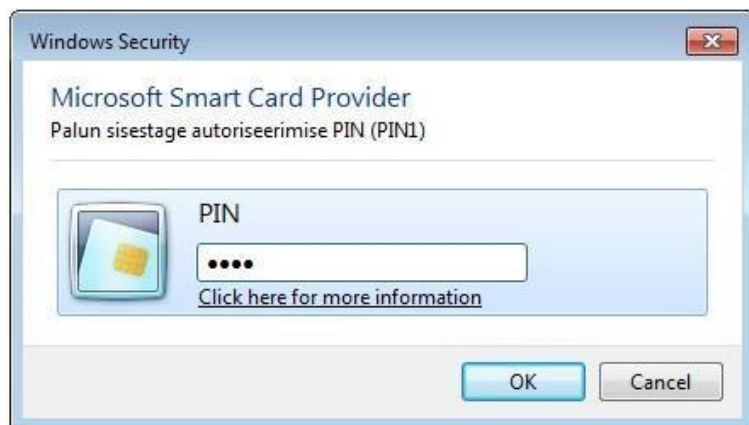 Windows Security
Microsoft Smart Card Provider
Palun sisestage autoriseerimise PIN (PIN1)
PIN
••••
Click here for more information
OK Cancel